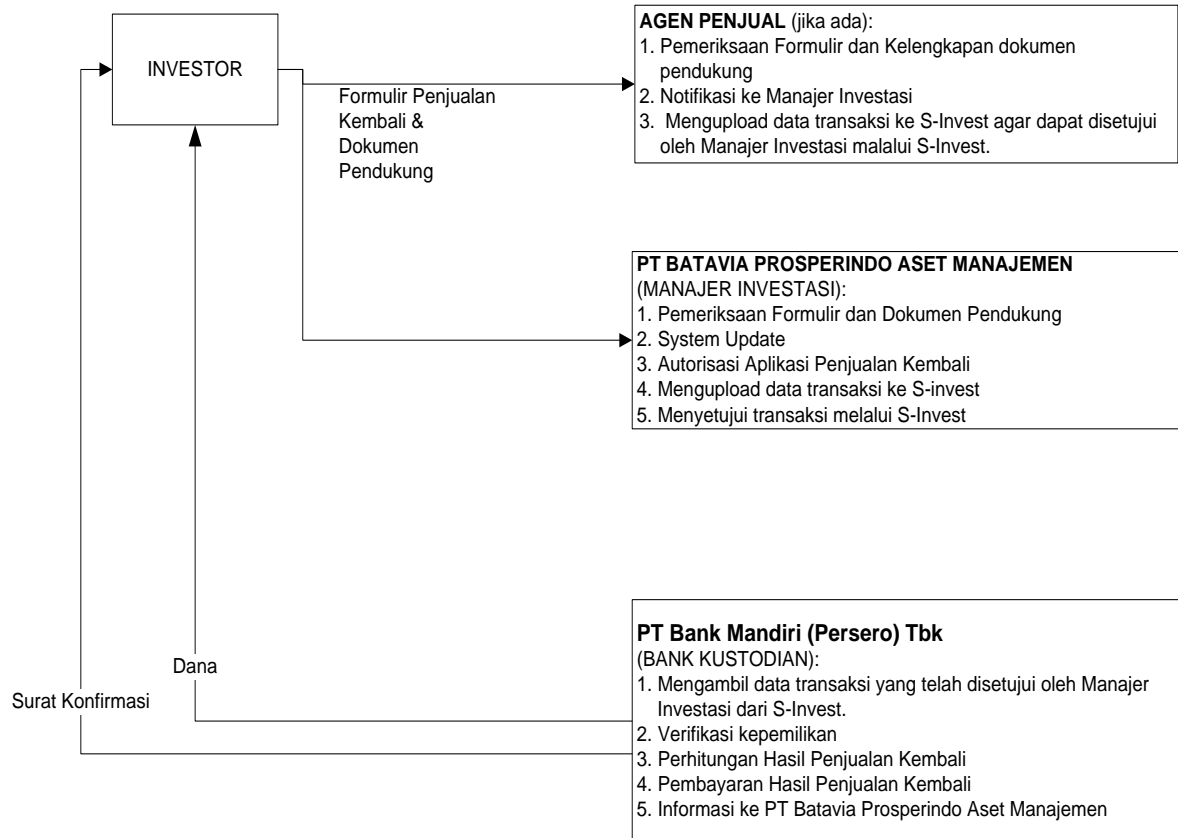 INVESTOR
Formulir Penjualan
Kembali &
Dokumen
Pendukung
AGEN PENJUAL (jika ada):
1. Pemeriksaan Formulir dan Kelengkapan dokumen
pendukung
2. Notifikasi ke Manajer Investasi
3. Mengupload data transaksi ke S-Invest agar dapat disetujui
oleh Manajer Investasi malalui S-Invest.
PT BATAVIA PROSPERINDO ASET MANAJEMEN
(MANAJER INVESTASI):
1. Pemeriksaan Formulir dan Dokumen Pendukung
2. System Update
3. Autorisasi Aplikasi Penjualan Kembali
4. Mengupload data transaksi ke S-invest
5. Menyetujui transaksi melalui S-Invest
PT Bank Mandiri (Persero) Tbk
(BANK KUSTODIAN):
1. Mengambil data transaksi yang telah disetujui oleh Manajer
Investasi dari S-Invest.
2. Verifikasi kepemilikan
3. Perhitungan Hasil Penjualan Kembali
4. Pembayaran Hasil Penjualan Kembali
5. Informasi ke PT Batavia Prosperindo Aset Manajemen
Dana
Surat Konfirmasi